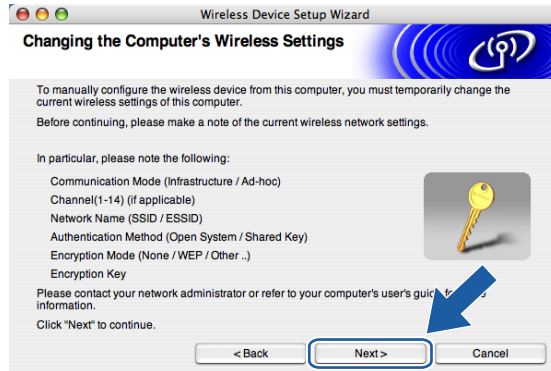 Wireless Device Setup Wizard
Changing the Computer's Wireless Settings
To manually configure the wireless device from this computer, you must temporarily change the
current wireless settings of this computer.
Before continuing, please make a note of the current wireless network settings.
In particular, please note the following:
Communication Mode (Infrastructure / Ad-hoc)
Channel(1-14) (if applicable)
Network Name (SSID / ESSID)
Authentication Method (Open System / Shared Key)
Encryption Mode (None / WEP / Other ..)
Encryption Key
Please contact your network administrator or refer to your computer's user's
information.
Click "Next" to continue.
< Back
Next >
Cancel